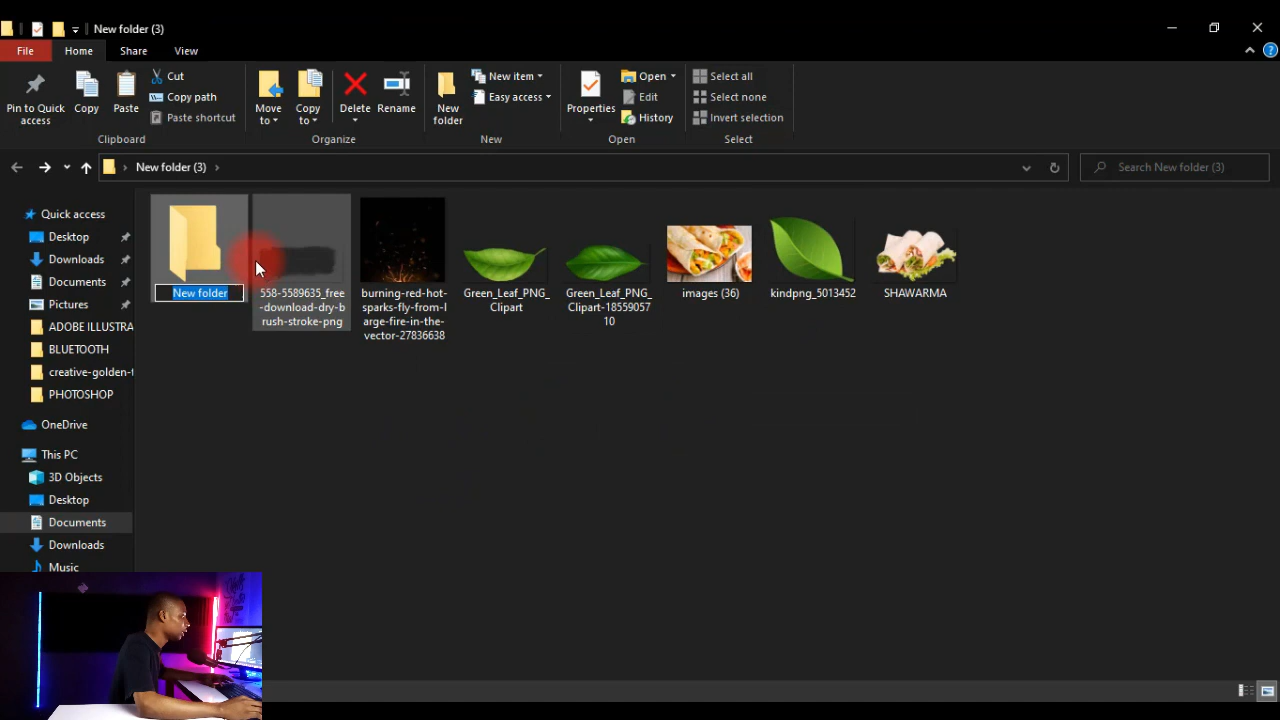 New folder (3)
File
Home
Share
View
Pin to Quick
access
Copy
Paste
Cut
Copy path
Paste shortcut
Move
to
Copy
to
Delete
Rename
New
folder
New item
Easy access
Properties
Open
Edit
History
Select all
Select none
Invert selection
Clipboard
Organize
New
Open
Select
New folder (3)
Search New folder (3)
Quick access
Desktop
Downloads
Documents
Pictures
ADOBE ILLUSTRA
BLUETOOTH
creative-golden-t
PHOTOSHOP
OneDrive
This PC
3D Objects
Desktop
Documents
Downloads
Music
New folder
558-5589635_free
-download-dry-b
rush-stroke-png
burning-red-hot-
sparks-fly-from-l
arge-fire-in-the-
vector-27836638
Green_Leaf_PNG_
Clipart
Green_Leaf_PNG_
Clipart-18559057
10
images (36)
kindpng_5013452
SHAWARMA